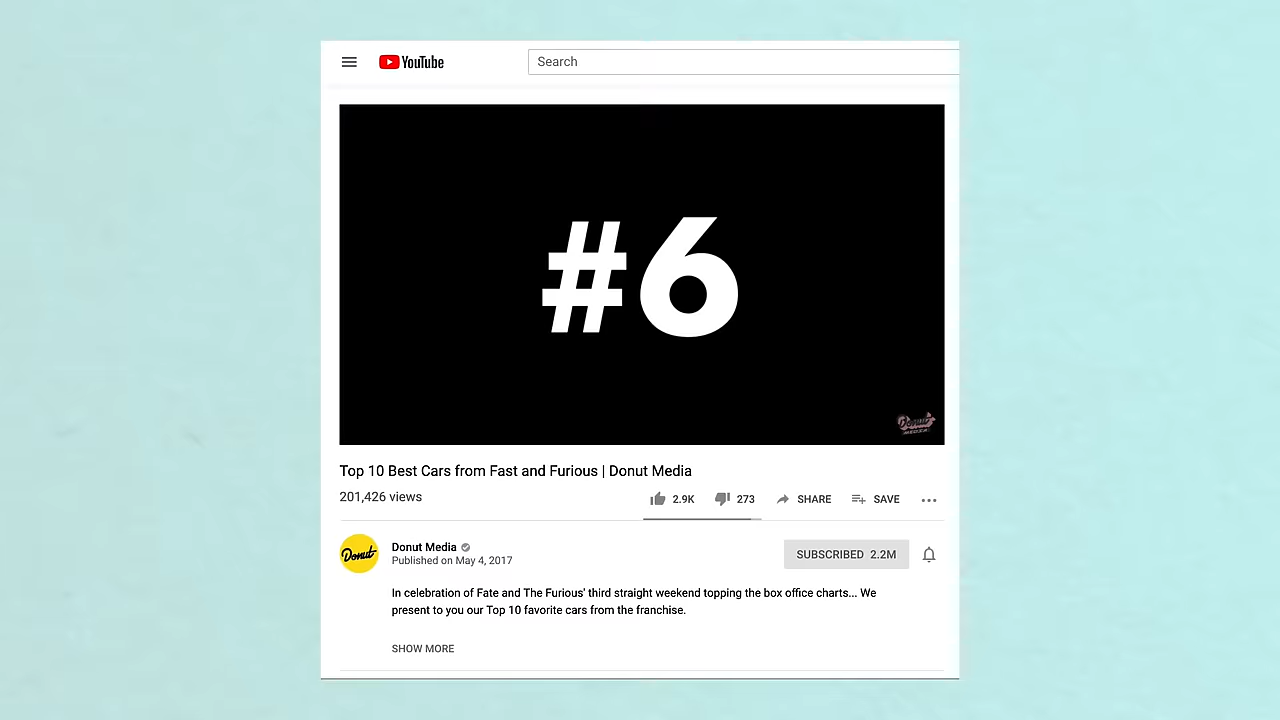 YouTube
Search
#6
Donut
MEDIA
Top 10 Best Cars from Fast and Furious | Donut Media
201,426 views
2.9K
273
SHARE
SAVE
Donut
Donut Media
Published on May 4, 2017
SUBSCRIBED 2.2M
In celebration of Fate and The Furious' third straight weekend topping the box office charts... We
present to you our Top 10 favorite cars from the franchise.
SHOW MORE